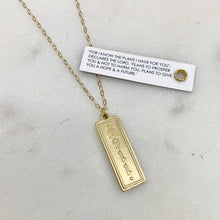 "FOR I KNOW THE PLANS I HAVE FOR YOU",
DECLARES THE LORD, "PLANS TO PROSPER
YOU & NOT TO HARM YOU, PLANS TO GIVE
YOU A HOPE & A FUTURE."